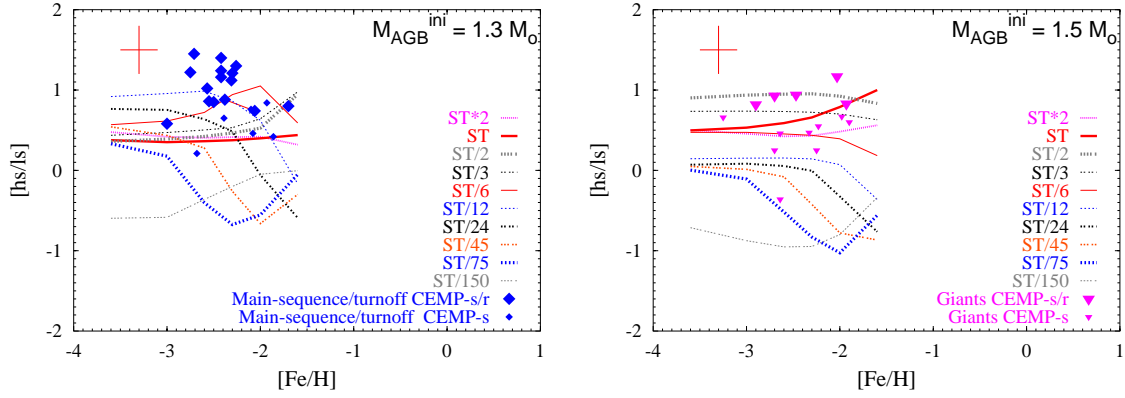 M_AGB^ini = 1.3 M_o
2
1
0
-1
-2
[hs/ls]
ST*2
ST
ST/2
ST/3
ST/6
ST/12
ST/24
ST/45
ST/75
ST/150
Main-sequence/turnoff CEMP-s/r
Main-sequence/turnoff CEMP-s
-4 -3 -2 -1 0 1
[Fe/H]
M_AGB^ini = 1.5 M_o
2
1
0
-1
-2
[hs/ls]
ST*2
ST
ST/2
ST/3
ST/6
ST/12
ST/24
ST/45
ST/75
ST/150
Giants CEMP-s/r
Giants CEMP-s
-4 -3 -2 -1 0 1
[Fe/H]